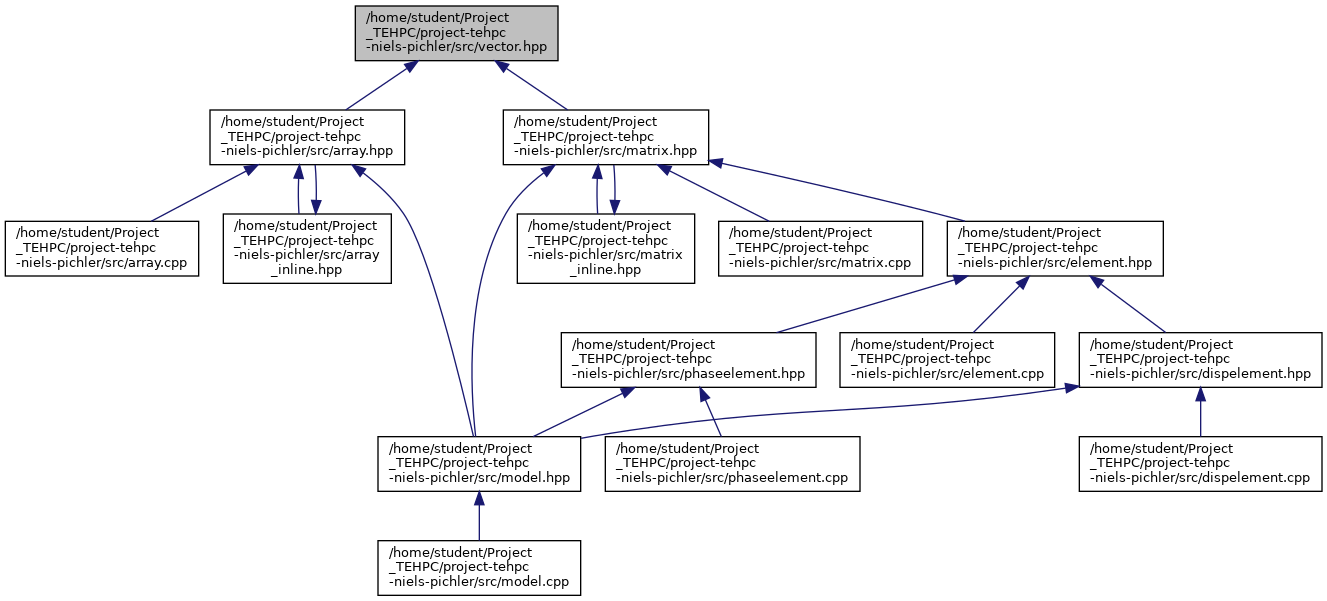 /home/student/Project
_TEHPC/project-tehpc
-niels-pichler/src/vector.hpp
/home/student/Project
_TEHPC/project-tehpc
-niels-pichler/src/array.hpp
/home/student/Project
_TEHPC/project-tehpc
-niels-pichler/src/matrix.hpp
/home/student/Project
_TEHPC/project-tehpc
-niels-pichler/src/array.cpp
/home/student/Project
_TEHPC/project-tehpc
-niels-pichler/src/array
_inline.hpp
/home/student/Project
_TEHPC/project-tehpc
-niels-pichler/src/matrix
_inline.hpp
/home/student/Project
_TEHPC/project-tehpc
-niels-pichler/src/matrix.cpp
/home/student/Project
_TEHPC/project-tehpc
-niels-pichler/src/element.hpp
/home/student/Project
_TEHPC/project-tehpc
-niels-pichler/src/phaseelement.hpp
/home/student/Project
_TEHPC/project-tehpc
-niels-pichler/src/element.cpp
/home/student/Project
_TEHPC/project-tehpc
-niels-pichler/src/dispelement.hpp
/home/student/Project
_TEHPC/project-tehpc
-niels-pichler/src/model.hpp
/home/student/Project
_TEHPC/project-tehpc
-niels-pichler/src/phaseelement.cpp
/home/student/Project
_TEHPC/project-tehpc
-niels-pichler/src/dispelement.cpp
/home/student/Project
_TEHPC/project-tehpc
-niels-pichler/src/model.cpp